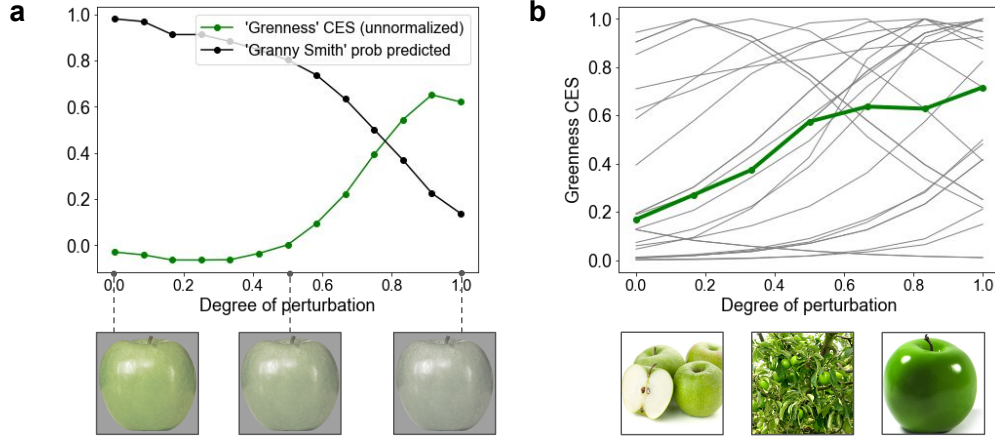 a
'Grenness' CES (unnormalized)
'Granny Smith' prob predicted
1.0
0.8
0.6
0.4
0.2
0.0
0.0 0.2 0.4 0.6 0.8 1.0
Degree of perturbation
b
Greenness CES
1.0
0.8
0.6
0.4
0.2
0.0
0.0 0.2 0.4 0.6 0.8 1.0
Degree of perturbation